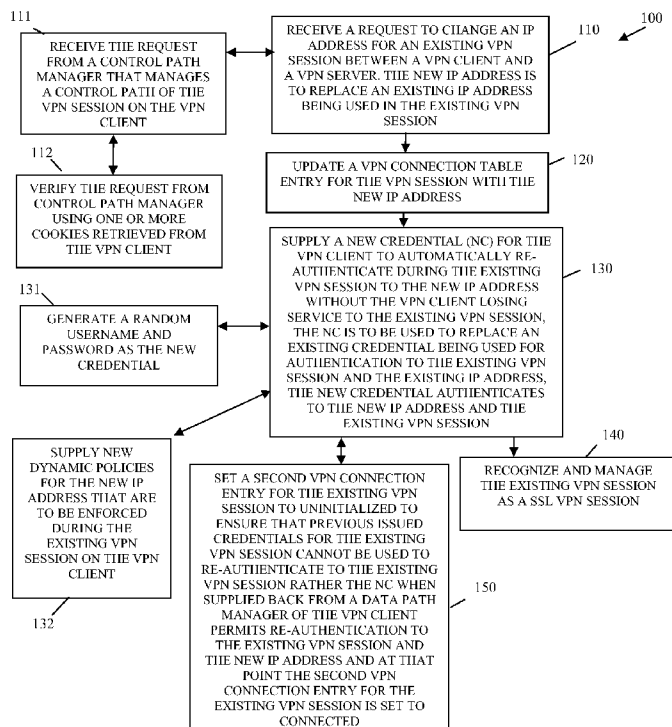 111
RECEIVE THE REQUEST
FROM A CONTROL PATH
MANAGER THAT MANAGES
A CONTROL PATH OF THE
VPN SESSION ON THE VPN
CLIENT
RECEIVE A REQUEST TO CHANGE AN IP
ADDRESS FOR AN EXISTING VPN
SESSION BETWEEN A VPN CLIENT AND
A VPN SERVER. THE NEW IP ADDRESS IS
TO REPLACE AN EXISTING IP ADDRESS
BEING USED IN THE EXISTING VPN
SESSION
110
100
112
VERIFY THE REQUEST FROM
CONTROL PATH MANAGER
USING ONE OR MORE
COOKIES RETRIEVED FROM
THE VPN CLIENT
UPDATE A VPN CONNECTION TABLE
ENTRY FOR THE VPN SESSION WITH THE
NEW IP ADDRESS
120
SUPPLY A NEW CREDENTIAL (NC) FOR THE
VPN CLIENT TO AUTOMATICALLY RE-
AUTHENTICATE DURING THE EXISTING
VPN SESSION TO THE NEW IP ADDRESS
WITHOUT THE VPN CLIENT LOSING
SERVICE TO THE EXISTING VPN SESSION,
THE NC IS TO BE USED TO REPLACE AN
EXISTING CREDENTIAL BEING USED FOR
AUTHENTICATION TO THE EXISTING VPN
SESSION AND THE EXISTING IP ADDRESS,
THE NEW CREDENTIAL AUTHENTICATES
TO THE NEW IP ADDRESS AND THE
EXISTING VPN SESSION
130
131
GENERATE A RANDOM
USERNAME AND
PASSWORD AS THE NEW
CREDENTIAL
SUPPLY NEW
DYNAMIC POLICIES
FOR THE NEW IP
ADDRESS THAT ARE
TO BE ENFORCED
DURING THE
EXISTING VPN
SESSION ON THE VPN
CLIENT
132
140
RECOGNIZE AND MANAGE
THE EXISTING VPN SESSION
AS A SSL VPN SESSION
SET A SECOND VPN CONNECTION
ENTRY FOR THE EXISTING VPN
SESSION TO UNINITIALIZED TO
ENSURE THAT PREVIOUS ISSUED
CREDENTIALS FOR THE EXISTING
VPN SESSION CANNOT BE USED TO
RE-AUTHENTICATE TO THE EXISTING
VPN SESSION RATHER THE NC WHEN
SUPPLIED BACK FROM A DATA PATH
MANAGER OF THE VPN CLIENT
PERMITS RE-AUTHENTICATION TO
THE EXISTING VPN SESSION AND
THE NEW IP ADDRESS AND AT THAT
POINT THE SECOND VPN
CONNECTION ENTRY FOR THE
EXISTING VPN SESSION IS SET TO
CONNECTED
150